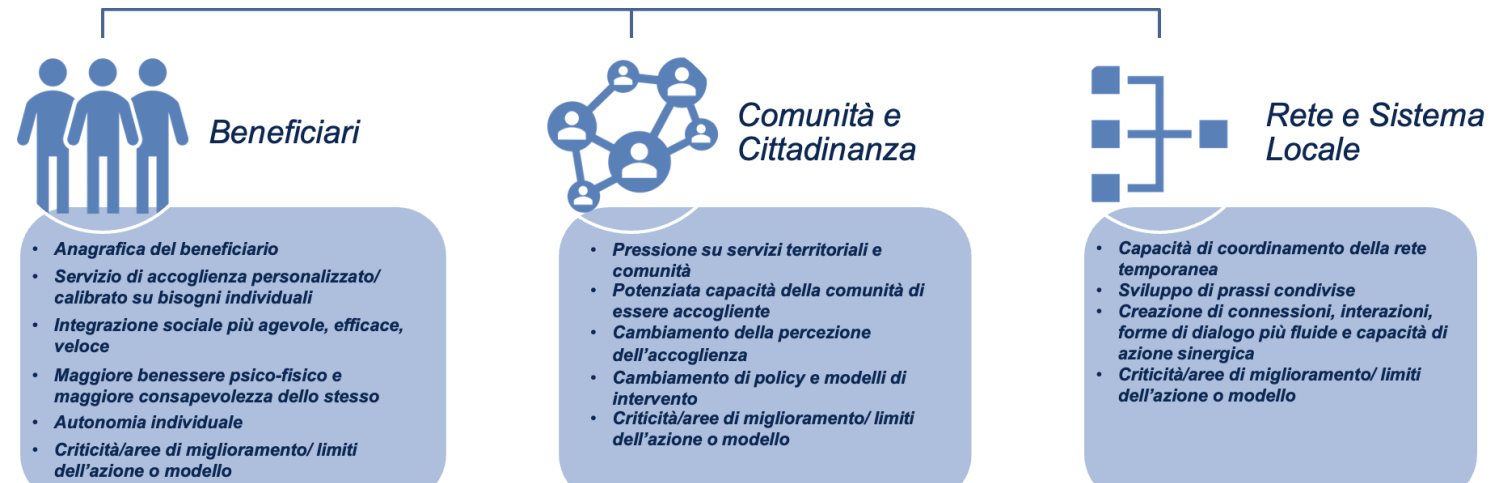 Beneficiari
• Anagrafica del beneficiario
• Servizio di accoglienza personalizzato/
calibrato su bisogni individuali
• Integrazione sociale più agevole, efficace,
veloce
• Maggiore benessere psico-fisico e
maggiore consapevolezza dello stesso
• Autonomia individuale
• Criticità/aree di miglioramento/ limiti
dell'azione o modello
Comunità e
Cittadinanza
• Pressione su servizi territoriali e
comunità
• Potenziata capacità della comunità di
essere accogliente
• Cambiamento della percezione
dell'accoglienza
• Cambiamento di policy e modelli di
intervento
• Criticità/aree di miglioramento/ limiti
dell'azione o modello
Rete e Sistema
Locale
• Capacità di coordinamento della rete
temporanea
• Sviluppo di prassi condivise
• Creazione di connessioni, interazioni,
forme di dialogo più fluide e capacità di
azione sinergica
• Criticità/aree di miglioramento/ limiti
dell'azione o modello